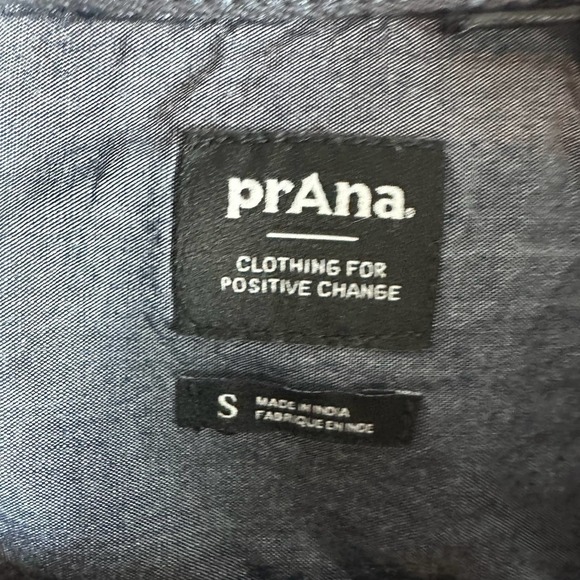 prAna.
CLOTHING FOR
POSITIVE CHANGE
S
MADE IN INDIA
FABRIQUE EN INDE